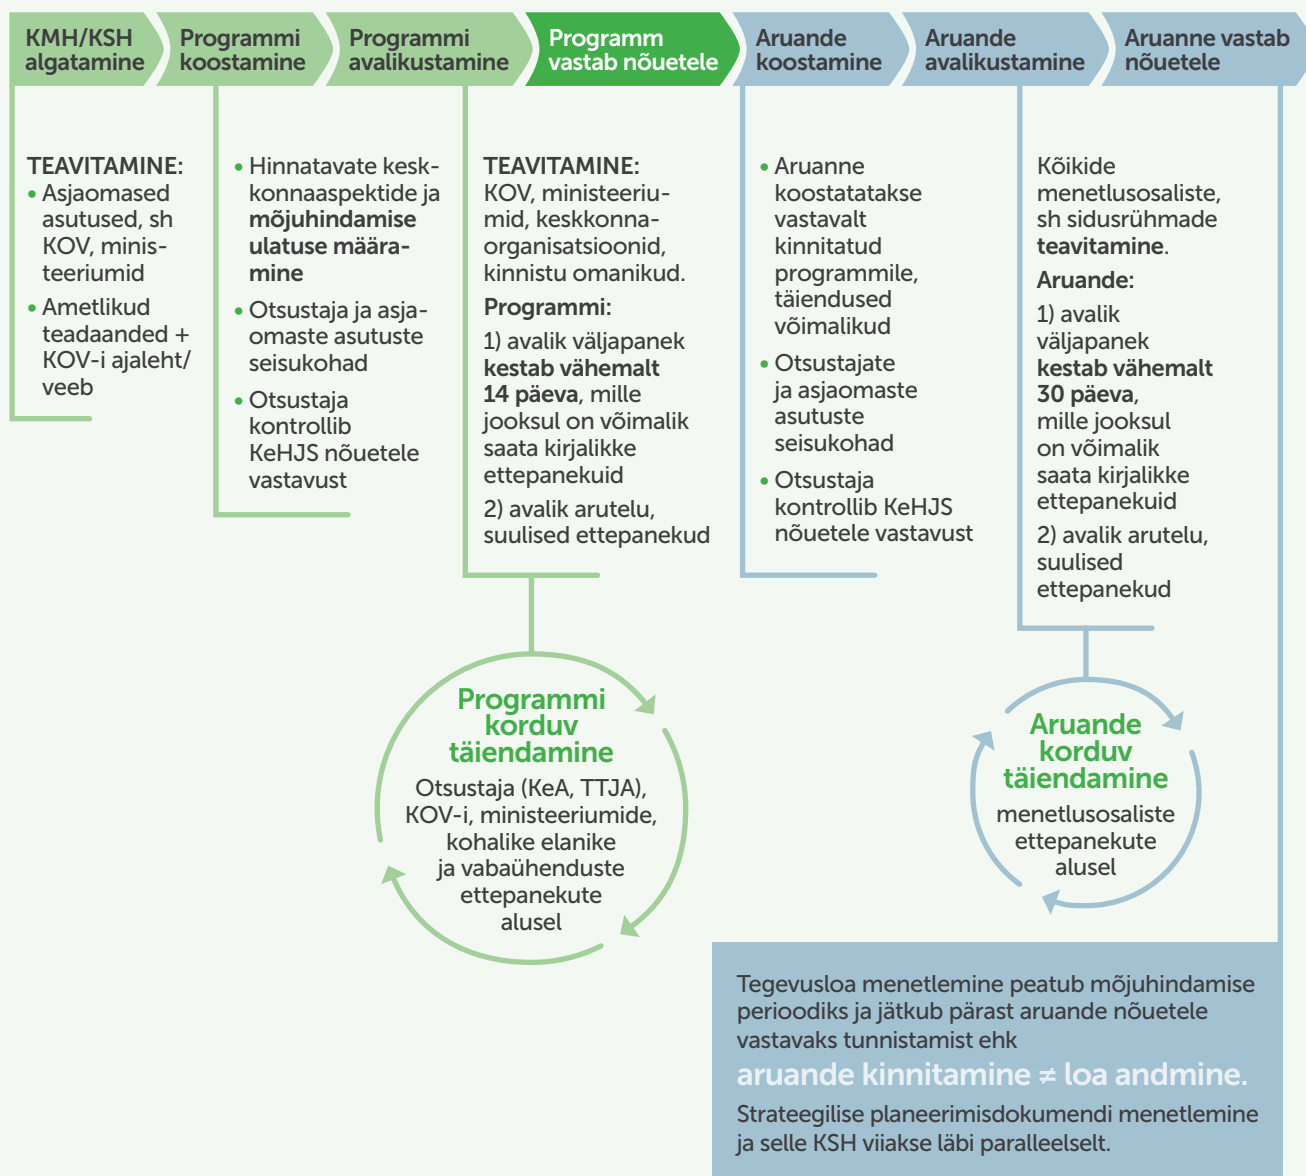 KMH/KSH
algatamine
Programmi
koostamine
Programmi
avalikustamine
Programm
vastab nõuetele
Aruande
koostamine
Aruande
avalikustamine
Aruanne vastab
nõuetele
TEAVITAMINE:
• Asjaomased
asutused, sh
KOV, minis-
teeriumid
• Ametlikud
teadaanded +
KOV-i ajaleht/
veeb
• Hinnatavate kesk-
konnaaspektide ja
mõjuhindamise
ulatuse määra-
mine
• Otsustaja ja asja-
omaste asutuste
seisukohad
• Otsustaja
kontrollib
KeHJS nõuetele
vastavust
TEAVITAMINE:
KOV, ministeeriu-
mid, keskkonna-
organisatsioonid,
kinnistu omanikud.
Programmi:
1) avalik väljapanek
kestab vähemalt
14 päeva, mille
jooksul on võimalik
saata kirjalikke
ettepanekuid
2) avalik arutelu,
suulised ettepanekud
• Aruanne
koostatatakse
vastavalt
kinnitatud
programmile,
täiendused
võimalikud
• Otsustajate
ja asjaomaste
asutuste
seisukohad
• Otsustaja
kontrollib KeHJS
nõuetele vastavust
Kõikide
menetlusosaliste,
sh sidusrühmade
teavitamine.
Aruande:
1) avalik
väljapanek
kestab vähemalt
30 päeva,
mille jooksul
on võimalik
saata kirjalikke
ettepanekuid
2) avalik arutelu,
suulised
ettepanekud
Programmi
korduv
täiendamine
Otsustaja (KeA, TTJA),
KOV-i, ministeeriumide,
kohalike elanike
ja vabaühenduste
ettepanekute
alusel
Aruande
korduv
täiendamine
menetlusosaliste
ettepanekute
alusel
Tegevusloa menetlemine peatub mõjuhindamise
perioodiks ja jätkub pärast aruande nõuetele
vastavaks tunnistamist ehk
aruande kinnitamine ≠ loa andmine.
Strateegilise planeerimisdokumendi menetlemine
ja selle KSH viiakse läbi paralleelselt.